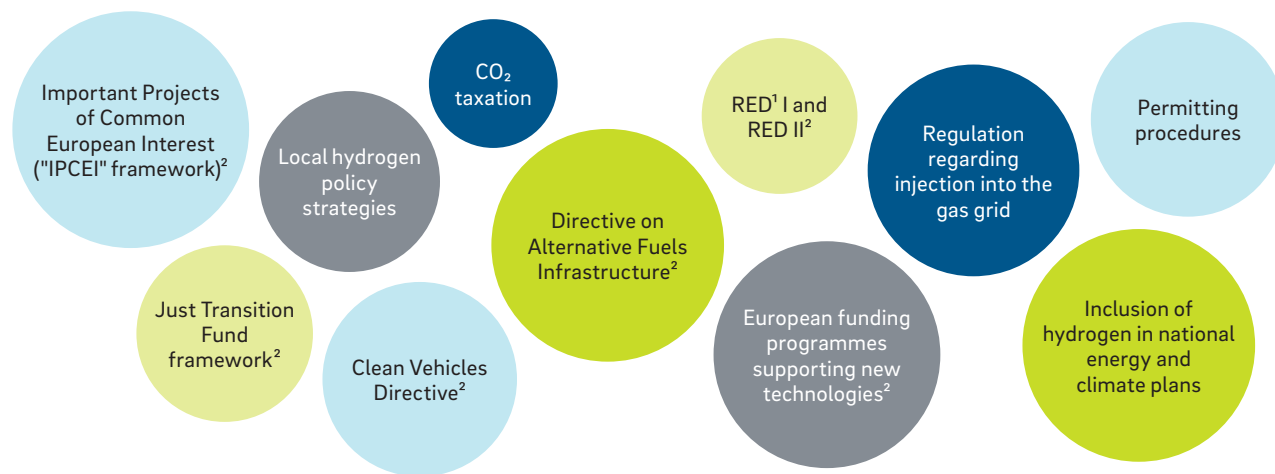 Important Projects
of Common
European Interest
("IPCEI" framework)²
Local hydrogen
policy
strategies
CO₂
taxation
RED¹ I and
RED II²
Regulation
regarding
injection into the
gas grid
Permitting
procedures
Just Transition
Fund
framework²
Clean Vehicles
Directive²
Directive on
Alternative Fuels
Infrastructure²
European funding
programmes
supporting new
technologies²
Inclusion of
hydrogen in national
energy and
climate plans